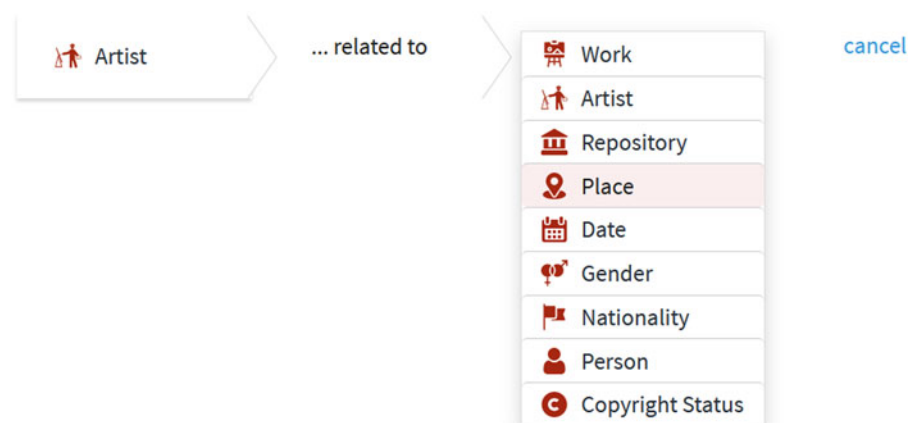 Artist
... related to
Work
cancel
Artist
Repository
Place
Date
Gender
Nationality
Person
Copyright Status